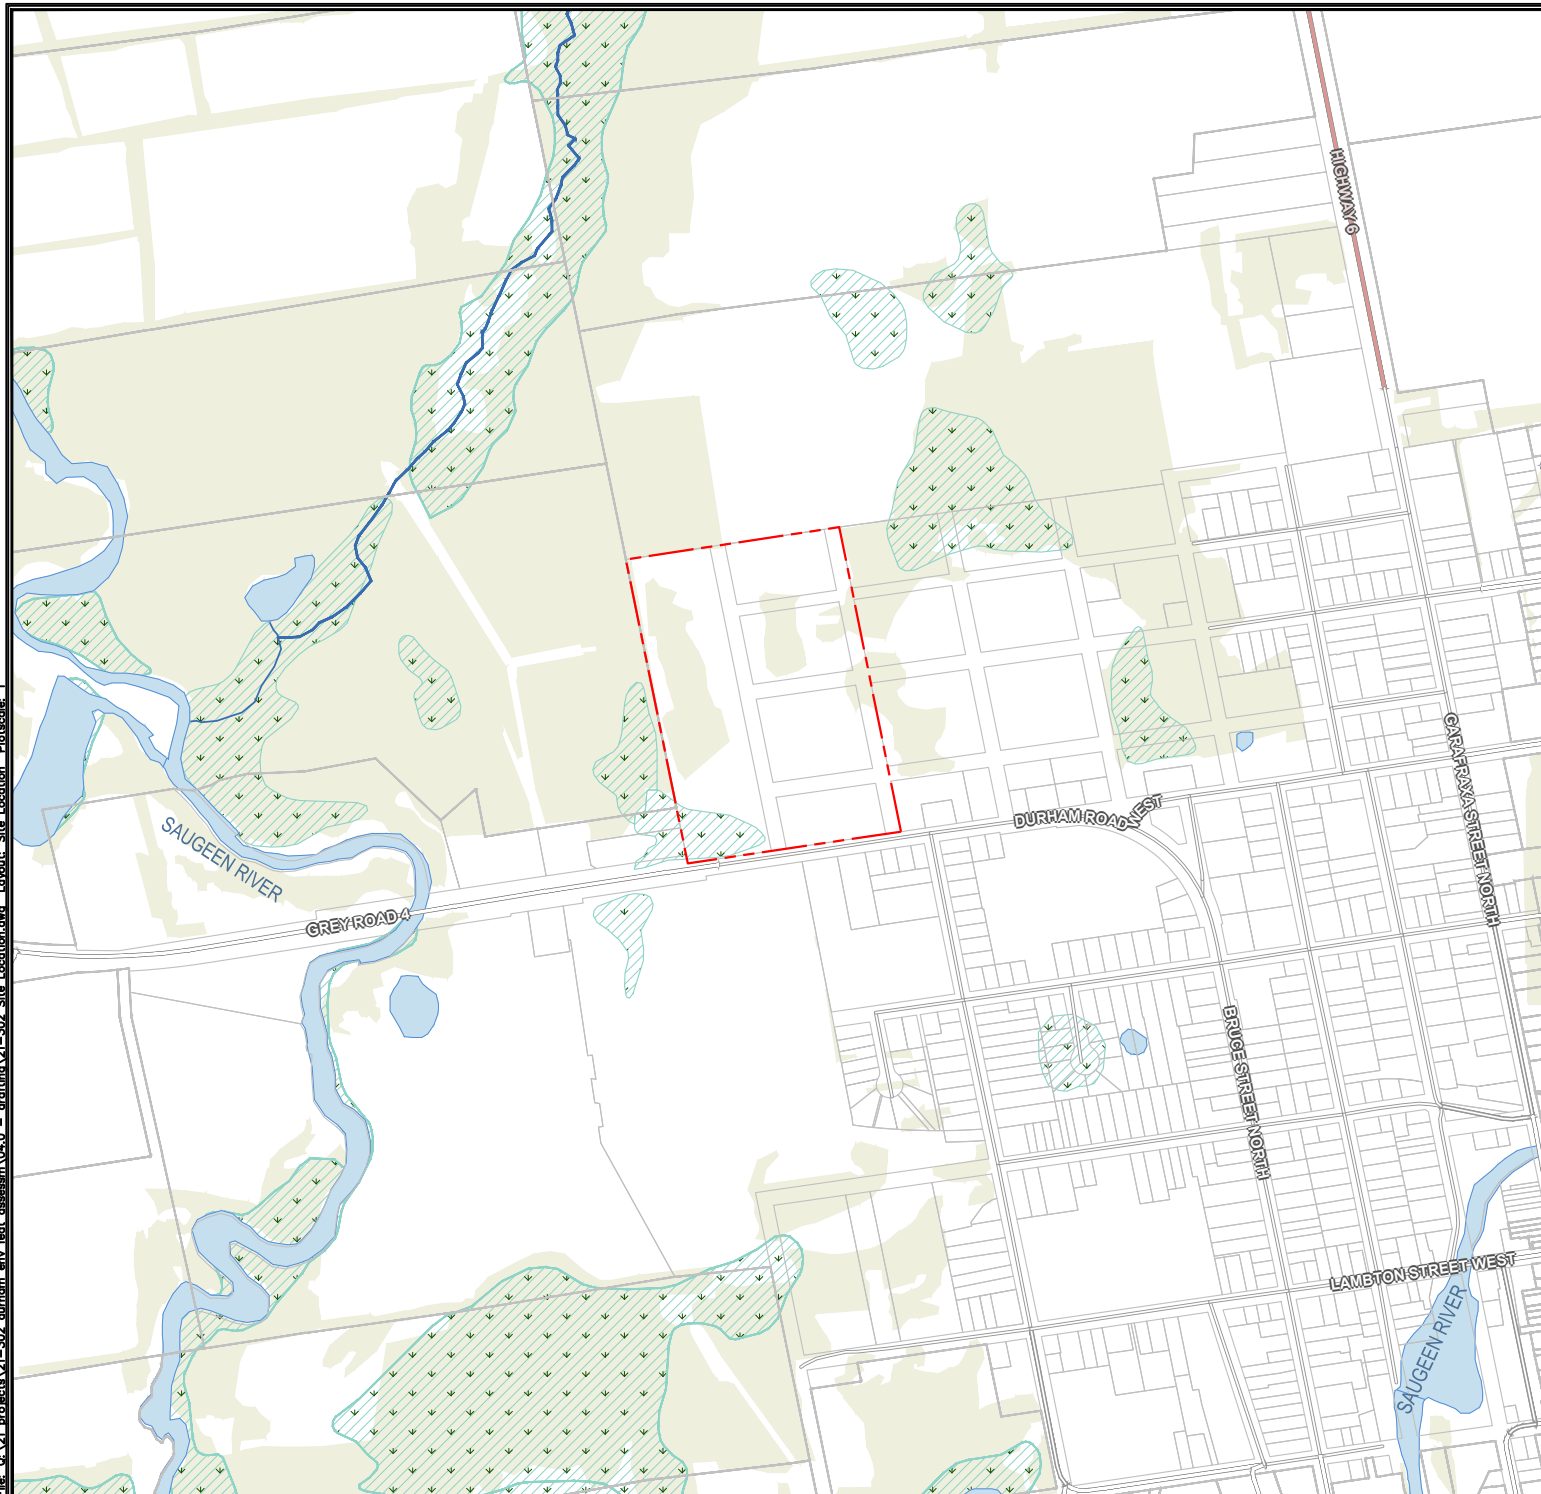 HIGHWAY 6
GARAFRAXA STREET NORTH
DURHAM ROAD WEST
SAUGEEN RIVER
GREY ROAD 4
BRUCE STREET NORTH
LAMBTON STREET WEST
SAUGEEN RIVER